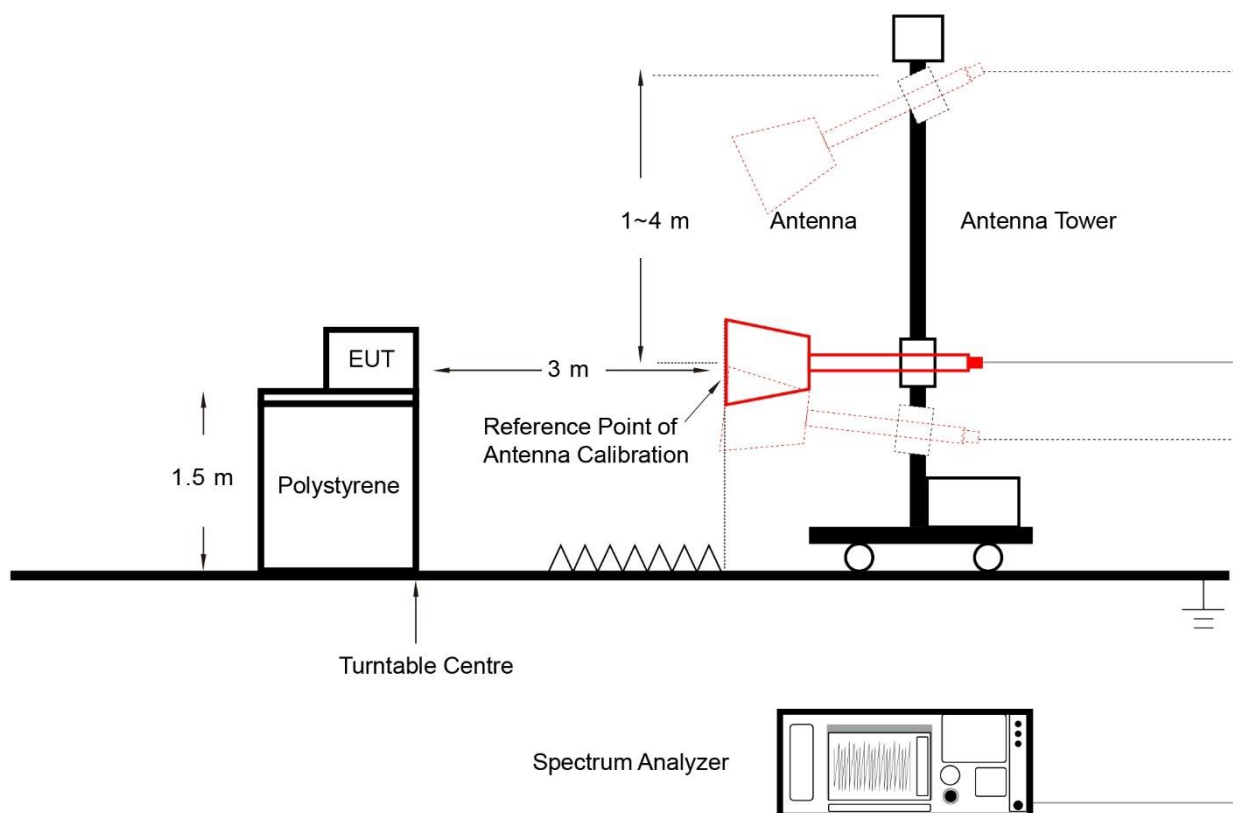 1~4 m
Antenna
Antenna Tower
EUT
3 m
Reference Point of
Antenna Calibration
1.5 m
Polystyrene
Turntable Centre
Spectrum Analyzer